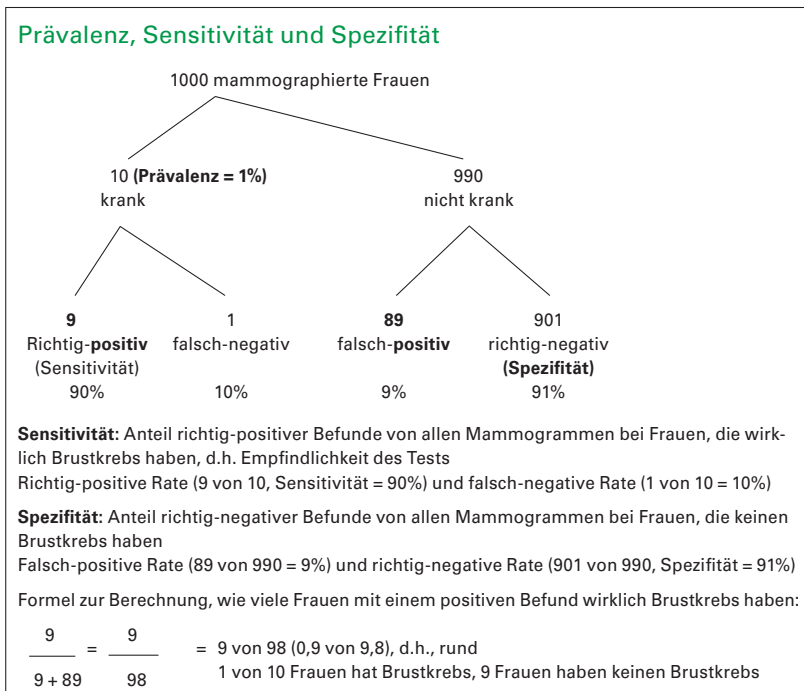 Prävalenz, Sensitivität und Spezifität
1000 mammographierte Frauen
10 (Prävalenz = 1%) 990
krank nicht krank
9 1 89 901
Richtig-positiv falsch-negativ falsch-positiv richtig-negativ
(Sensitivität) (Spezifität)
90% 10% 9% 91%
Sensitivität: Anteil richtig-positiver Befunde von allen Mammogrammen bei Frauen, die wirk-
lich Brustkrebs haben, d.h. Empfindlichkeit des Tests
Richtig-positive Rate (9 von 10, Sensitivität = 90%) und falsch-negative Rate (1 von 10 = 10%)
Spezifität: Anteil richtig-negativer Befunde von allen Mammogrammen bei Frauen, die keinen
Brustkrebs haben
Falsch-positive Rate (89 von 990 = 9%) und richtig-negative Rate (901 von 990, Spezifität = 91%)
Formel zur Berechnung, wie viele Frauen mit einem positiven Befund wirklich Brustkrebs haben:
9 9
= = 9 von 98 (0,9 von 9,8), d.h., rund
9 + 89 98 1 von 10 Frauen hat Brustkrebs, 9 Frauen haben keinen Brustkrebs